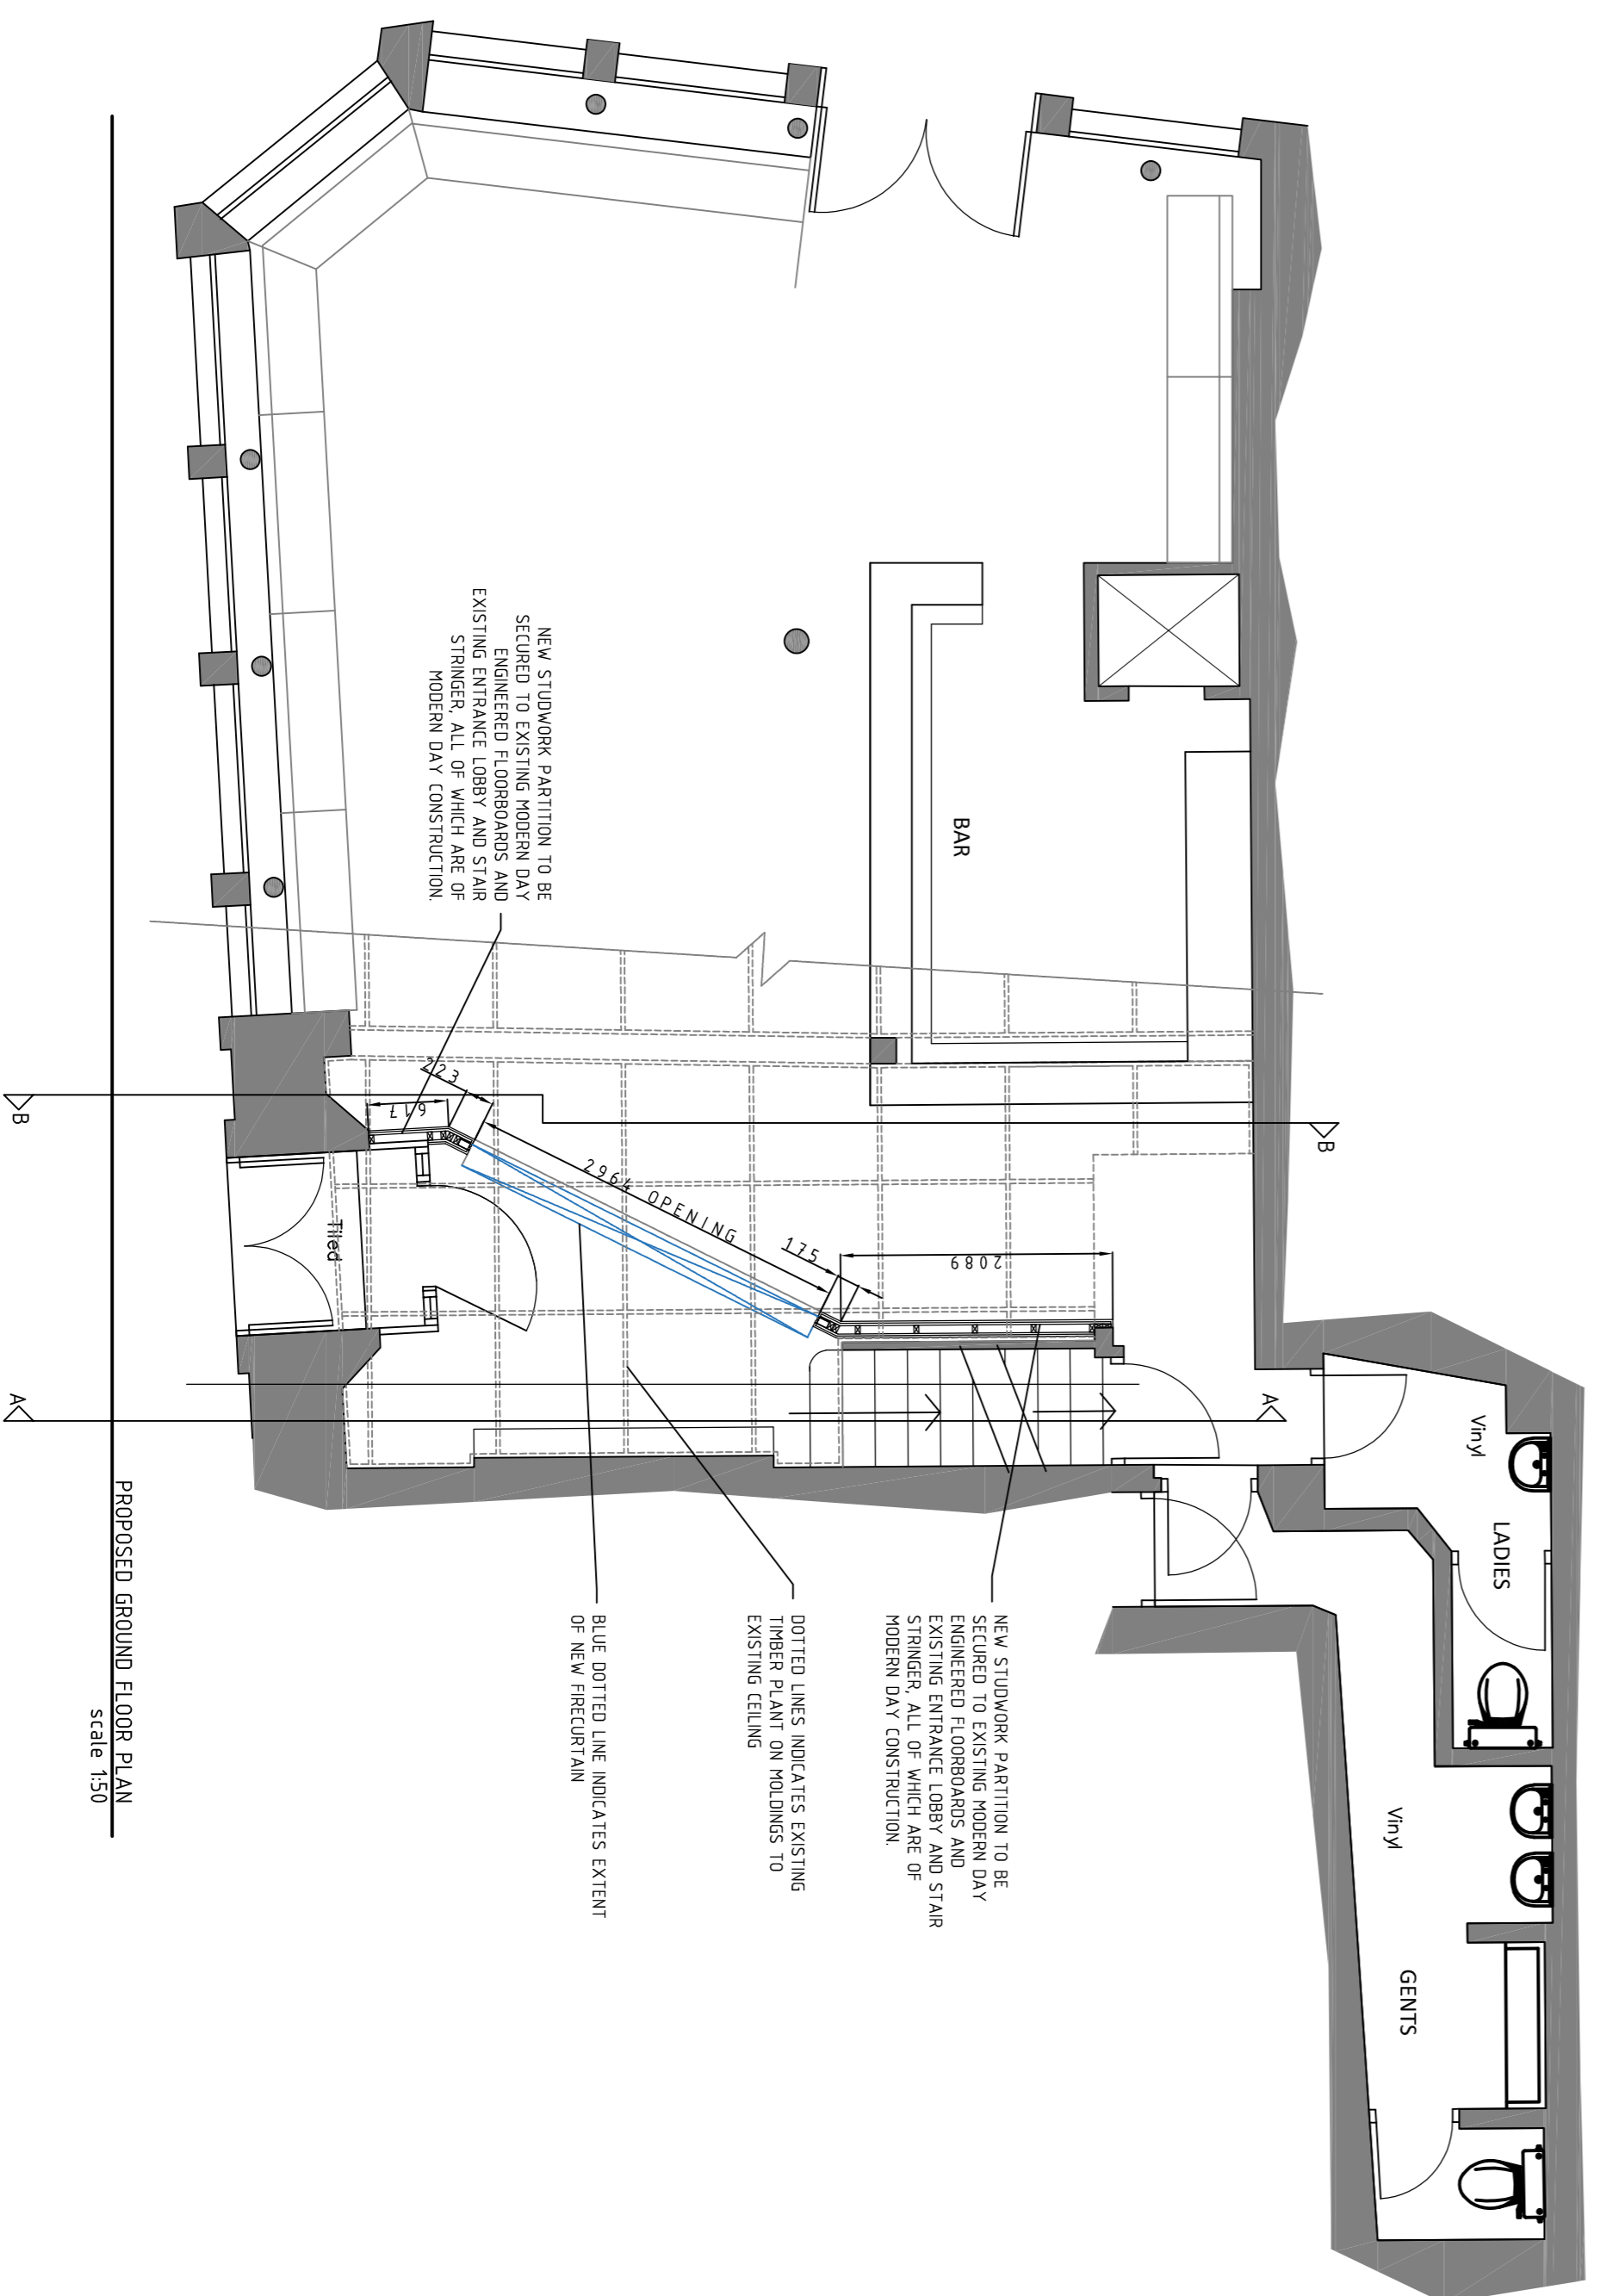 LADIES
Vinyl
GENTS
Vinyl
B
A
BAR
NEW STUDWORK PARTITION TO BE
SECURED TO EXISTING MODERN DAY
ENGINEERED FLOORBOARDS AND
EXISTING ENTRANCE LOBBY AND STAIR
STRINGER, ALL OF WHICH ARE OF
MODERN DAY CONSTRUCTION.
2089
175
2964 OPENING
223
617
DOTTED LINES INDICATES EXISTING
TIMBER PLANT ON MOLDINGS TO
EXISTING CEILING
BLUE DOTTED LINE INDICATES EXTENT
OF NEW FIRECURTAIN
NEW STUDWORK PARTITION TO BE
SECURED TO EXISTING MODERN DAY
ENGINEERED FLOORBOARDS AND
EXISTING ENTRANCE LOBBY AND STAIR
STRINGER, ALL OF WHICH ARE OF
MODERN DAY CONSTRUCTION.
Tiled
B
A
PROPOSED GROUND FLOOR PLAN
scale 1:50